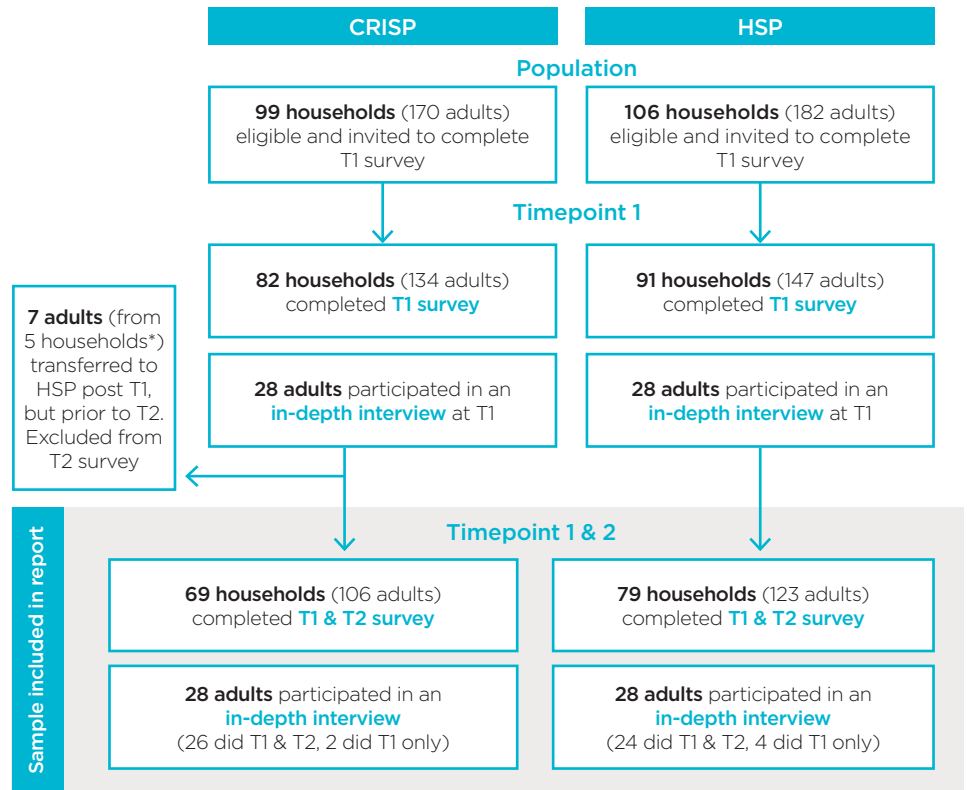 CRISP
HSP
Population
99 households (170 adults)
eligible and invited to complete
T1 survey
106 households (182 adults)
eligible and invited to complete
T1 survey
Timepoint 1
82 households (134 adults)
completed T1 survey
91 households (147 adults)
completed T1 survey
7 adults (from
5 households*)
transferred to
HSP post T1,
but prior to T2.
Excluded from
T2 survey
28 adults participated in an
in-depth interview at T1
28 adults participated in an
in-depth interview at T1
Sample included in report
Timepoint 1 & 2
69 households (106 adults)
completed T1 & T2 survey
79 households (123 adults)
completed T1 & T2 survey
28 adults participated in an
in-depth interview
(26 did T1 & T2, 2 did T1 only)
28 adults participated in an
in-depth interview
(24 did T1 & T2, 4 did T1 only)